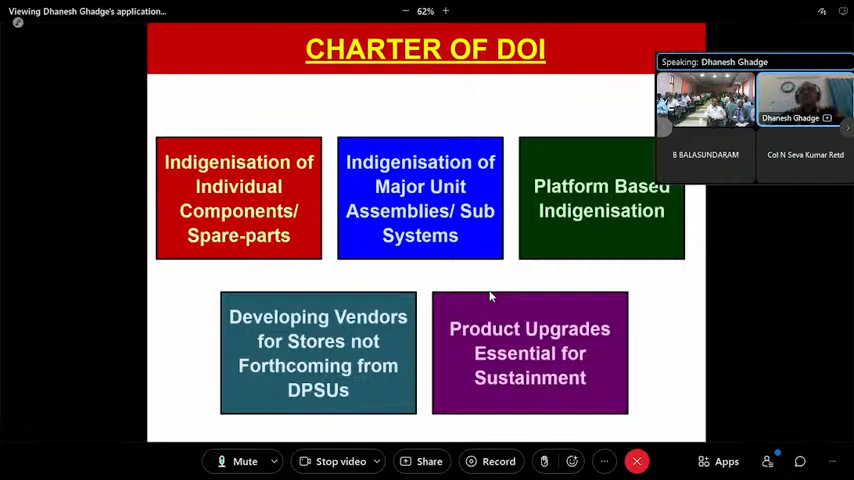 Viewing Dhanesh Ghadge's application...
62%
CHARTER OF DOI
Speaking: Dhanesh Ghadge
Dhanesh Ghadge
B BALASUNDARAM
Col N Seva Kumar Retd
Indigenisation of
Individual
Components/
Spare-parts
Indigenisation of
Major Unit
Assemblies/ Sub
Systems
Platform Based
Indigenisation
Developing Vendors
for Stores not
Forthcoming from
DPSUs
Product Upgrades
Essential for
Sustainment
Mute
Stop video
Share
Record
Apps